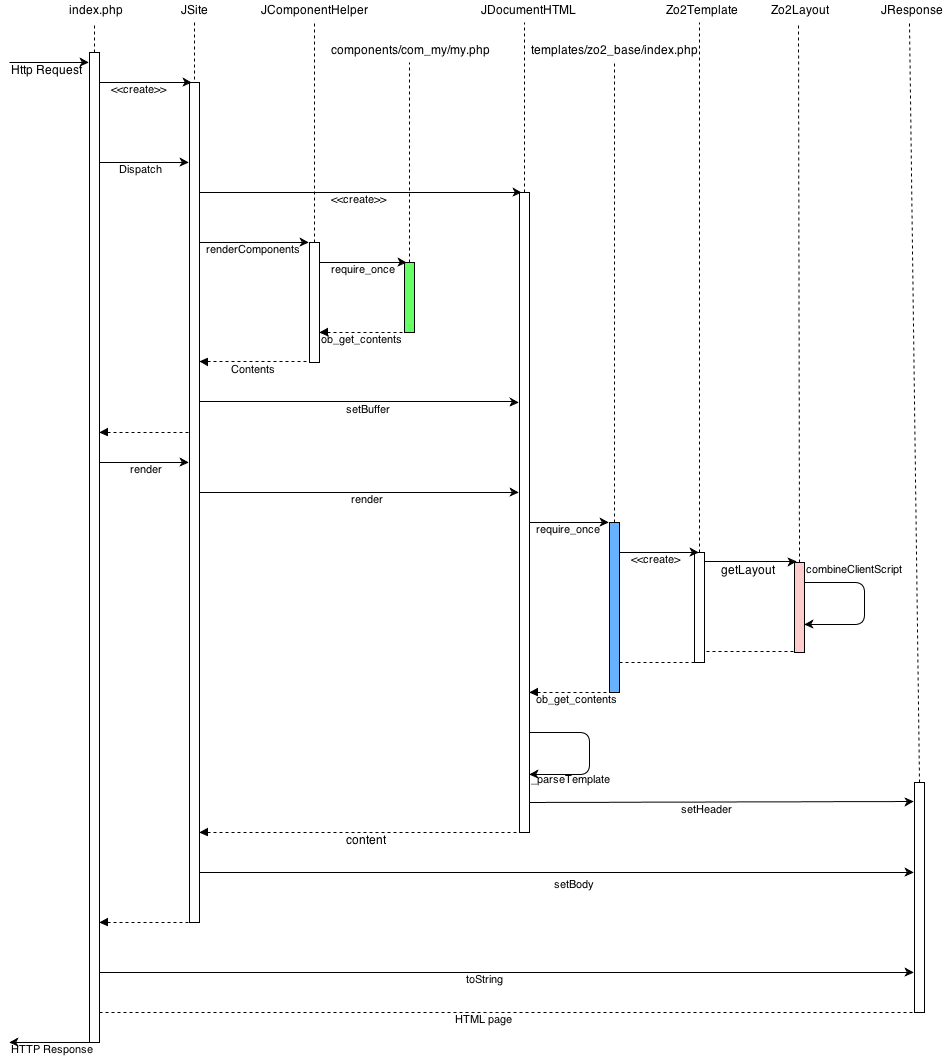 index.php
JSite
JComponentHelper
JDocumentHTML
Zo2Template
Zo2Layout
JResponse
components/com_my/my.php
templates/zo2_base/index.php
Http Request
<<create>>
Dispatch
<<create>>
renderComponents
require_once
ob_get_contents
Contents
setBuffer
render
render
require_once
<<create>
getLayout
combineClientScript
ob_get_contents
_parseTemplate
setHeader
content
setBody
toString
HTML page
HTTP Response